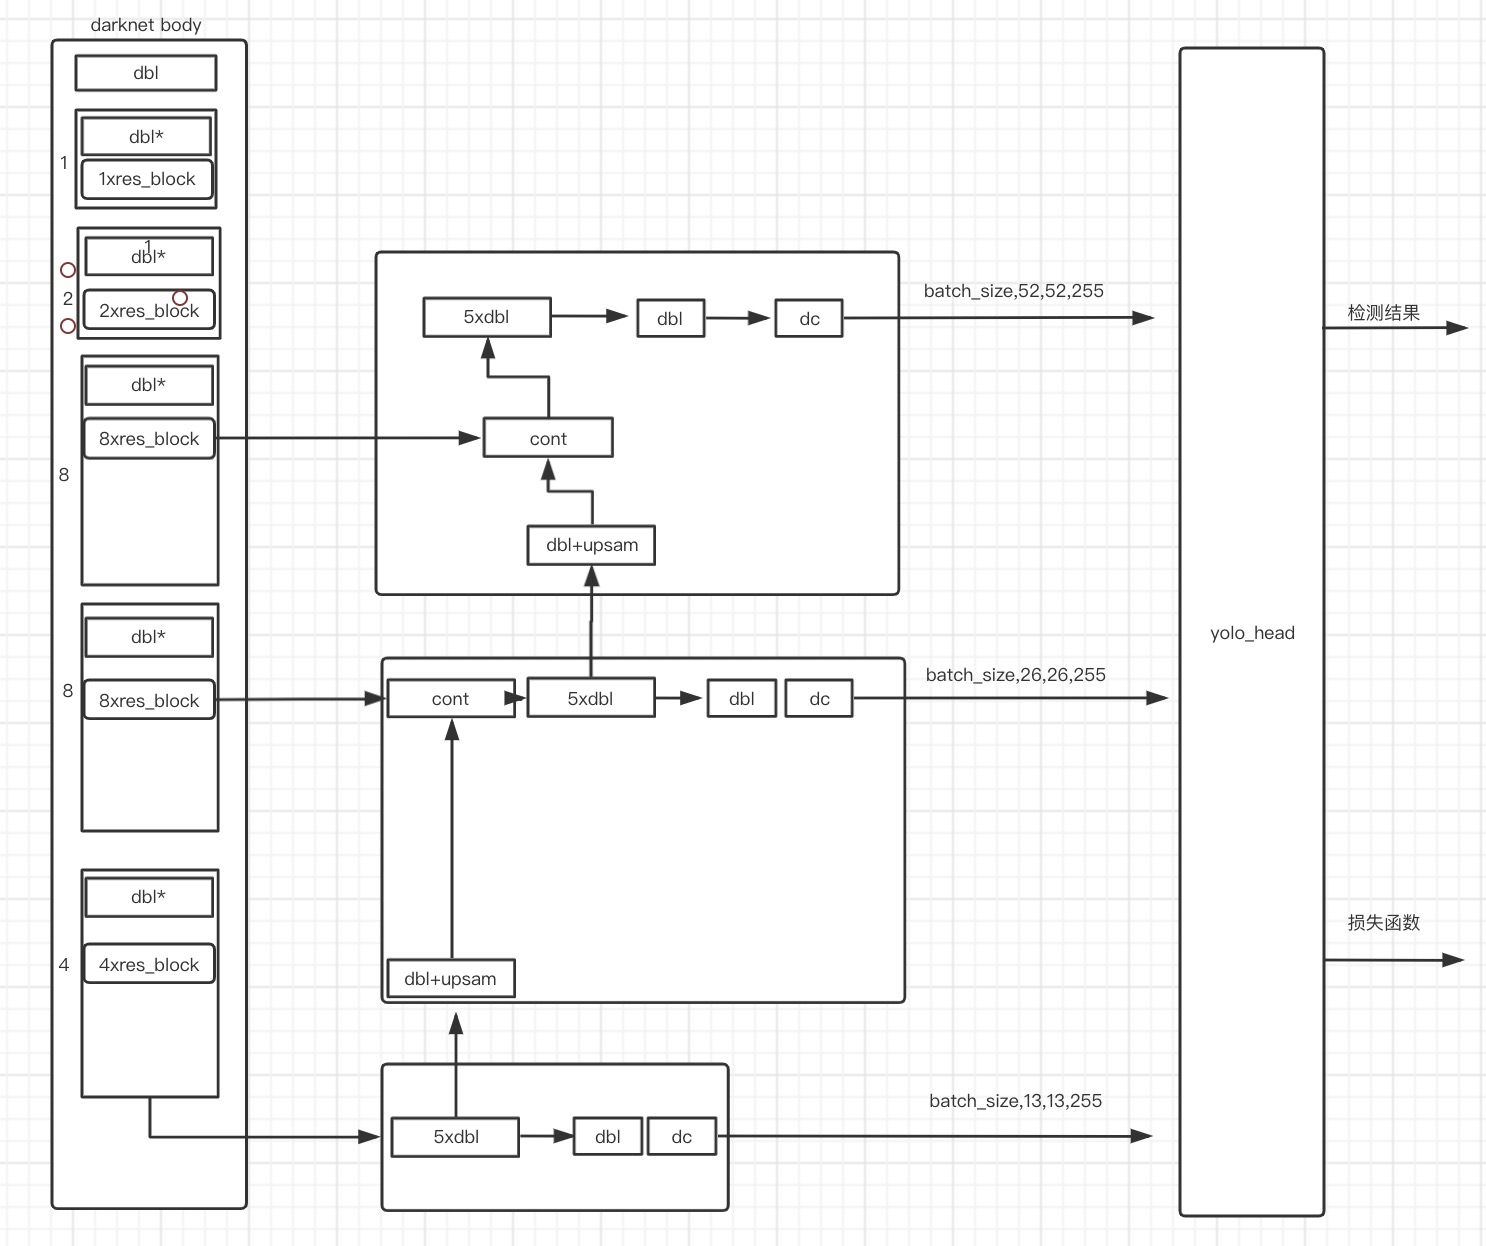 darknet body
dbl
dbl*
1
1xres_block
1
dbl*
2
2xres_block
dbl*
8xres_block
8
dbl*
8
8xres_block
dbl*
4
4xres_block
5xdbl
dbl
dc
batch_size,52,52,255
cont
dbl+upsam
cont
5xdbl
dbl
dc
batch_size,26,26,255
dbl+upsam
5xdbl
dbl
dc
batch_size,13,13,255
yolo_head
检测结果
损失函数